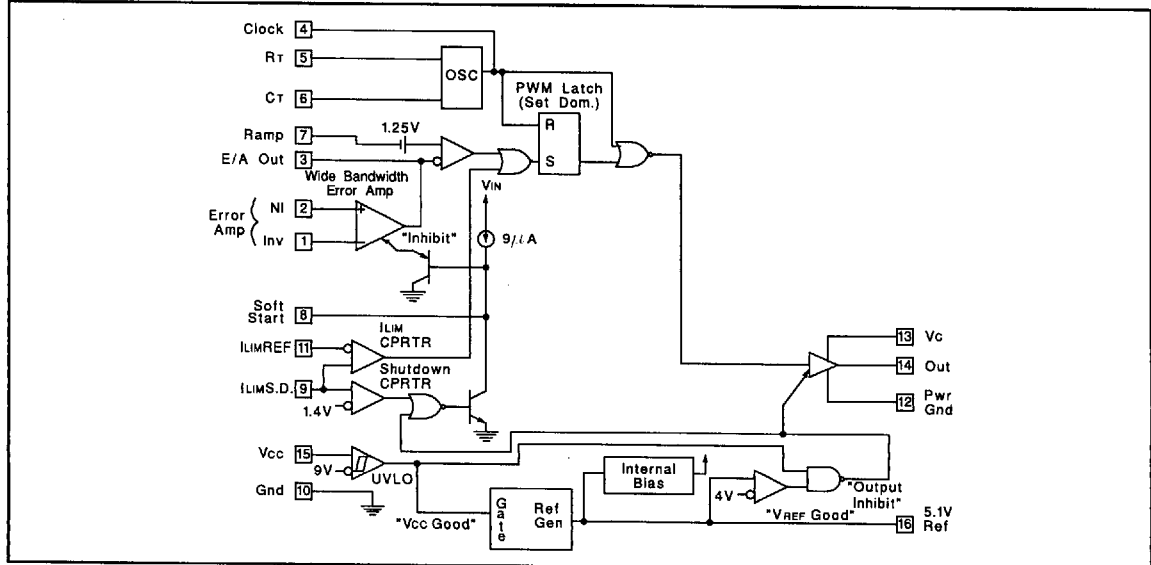 Clock 4
RT 5
CT 6
OSC
PWM Latch
(Set Dom.)
R
S
Ramp 7
1.25V
E/A Out 3
Wide Bandwidth
Error Amp
Error
Amp
NI 2
Inv 1
"Inhibit"
VIN
9μA
Soft
Start 8
ILIMREF 11
ILIM
CPRTR
ILIMS.D. 9
Shutdown
CPRTR
1.4V
13 Vc
14 Out
12 Pwr
Gnd
Vcc 15
9V
UVLO
Gnd 10
"Vcc Good"
Gate
Ref
Gen
Internal
Bias
4V
"VREF Good"
"Output
Inhibit"
16 5.1V
Ref